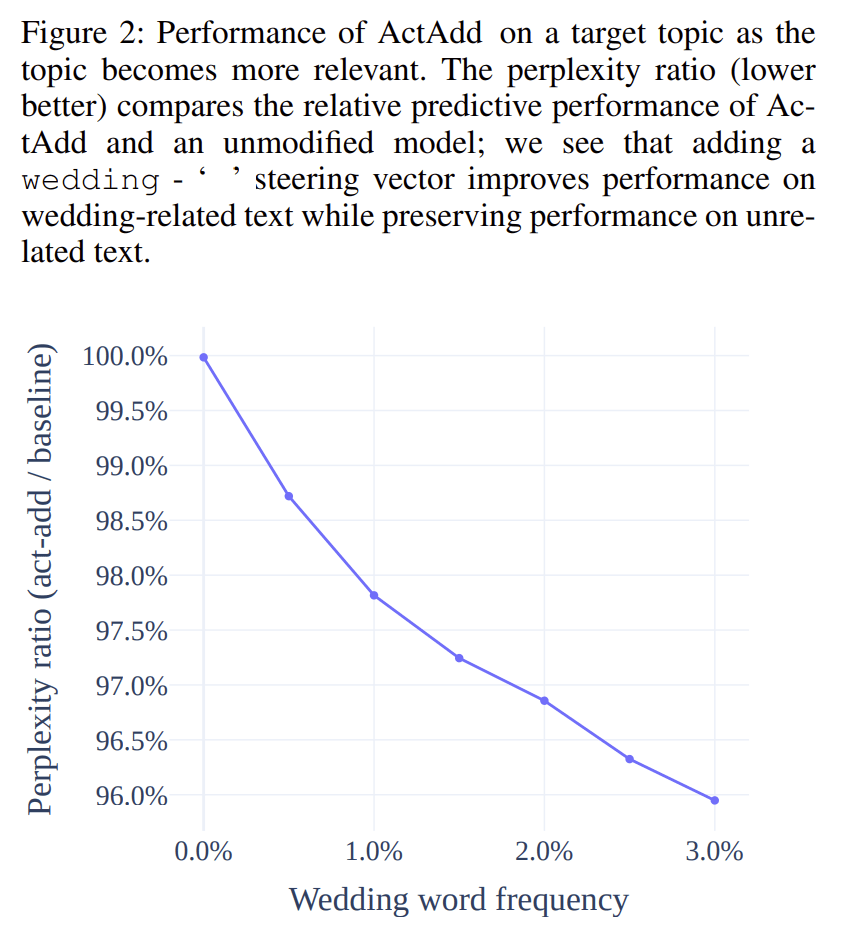 Figure 2: Performance of ActAdd on a target topic as the
topic becomes more relevant. The perplexity ratio (lower
better) compares the relative predictive performance of Ac-
tAdd and an unmodified model; we see that adding a
wedding - ‘ ’ steering vector improves performance on
wedding-related text while preserving performance on unre-
lated text.
Perplexity ratio (act-add / baseline)
100.0%
99.5%
99.0%
98.5%
98.0%
97.5%
97.0%
96.5%
96.0%
0.0% 1.0% 2.0% 3.0%
Wedding word frequency